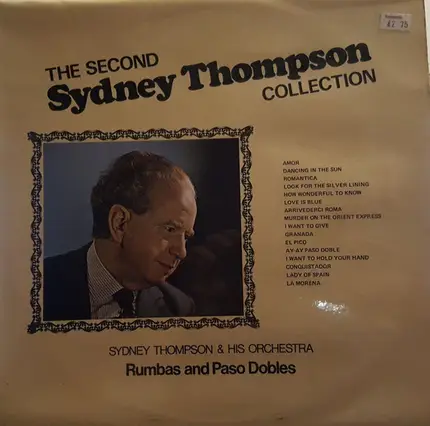 THE SECOND
Sydney Thompson
COLLECTION
AMOR
DANCING IN THE SUN
ROMANTICA
LOOK FOR THE SILVER LINING
HOW WONDERFUL TO KNOW
LOVE IS BLUE
ARRIVEDERCI ROMA
MURDER ON THE ORIENT EXPRESS
I WANT TO GIVE
GRANADA
EL PICO
AY-AY PASO DOBLE
I WANT TO HOLD YOUR HAND
CONQUISTADOR
LADY OF SPAIN
LA MORENA
SYDNEY THOMPSON & HIS ORCHESTRA
Rumbas and Paso Dobles